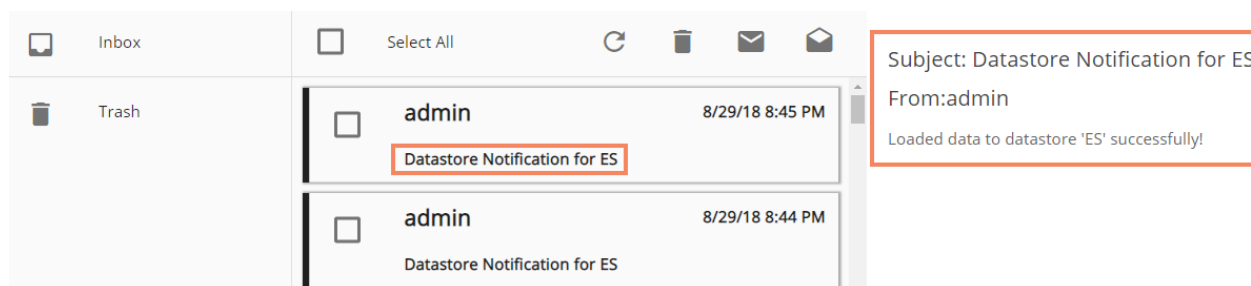 Inbox
Select All
Trash
admin
8/29/18 8:45 PM
Datastore Notification for ES
admin
8/29/18 8:44 PM
Datastore Notification for ES
Subject: Datastore Notification for ES
From:admin
Loaded data to datastore 'ES' successfully!